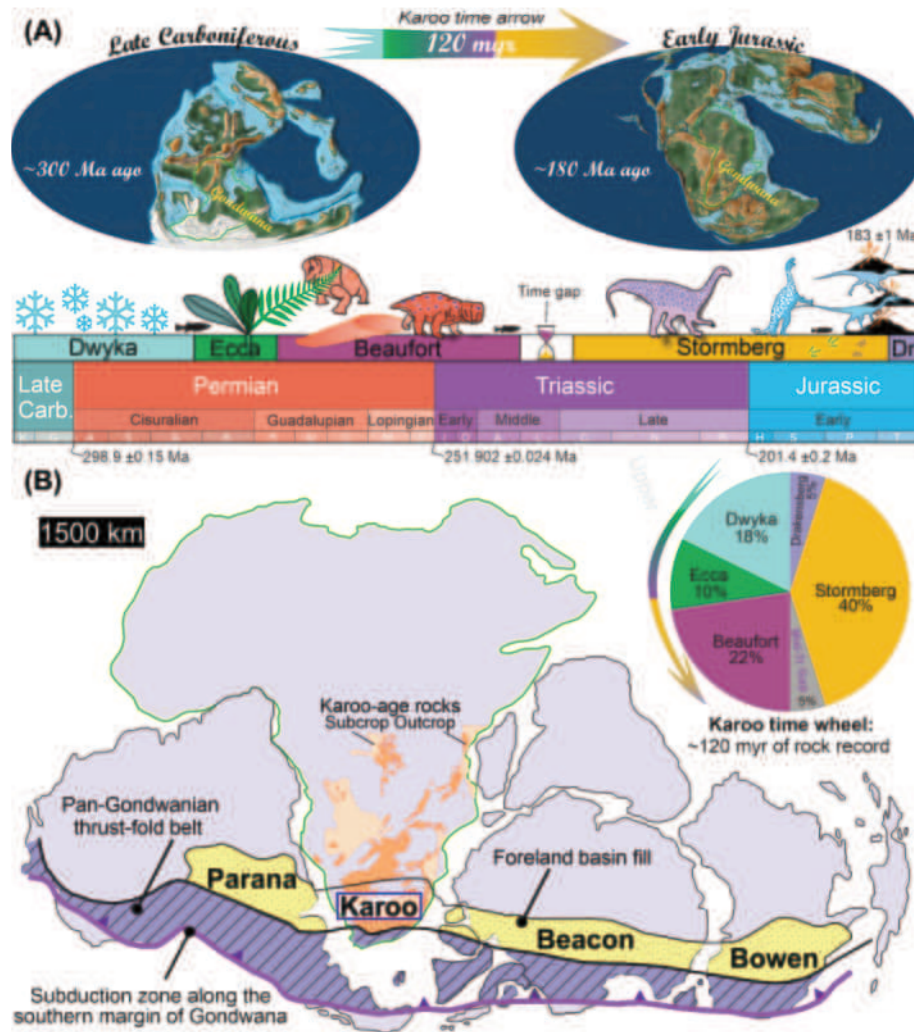 (A)
Karoo time arrow
Late Carboniferous
120 myr
Early Jurassic
~300 Ma ago
Gondwana
~180 Ma ago
Gondwana
183 ±1 Ma
Time gap
Dwyka
Ecca
Beaufort
Stormberg
Dr
Late
Carb.
Permian
Triassic
Jurassic
Cisuralian
Guadalupian
Lopingian
Early
Middle
Late
Early
298.9 ±0.15 Ma
251.902 ±0.024 Ma
201.4 ±0.2 Ma
(B)
1500 km
Drakensberg
5%
Dwyka
18%
Ecca
10%
Stormberg
40%
Beaufort
22%
5%
Karoo time wheel:
~120 myr of rock record
Karoo-age rocks
Subcrop Outcrop
Pan-Gondwanian
thrust-fold belt
Foreland basin fill
Parana
Karoo
Beacon
Bowen
Subduction zone along the
southern margin of Gondwana